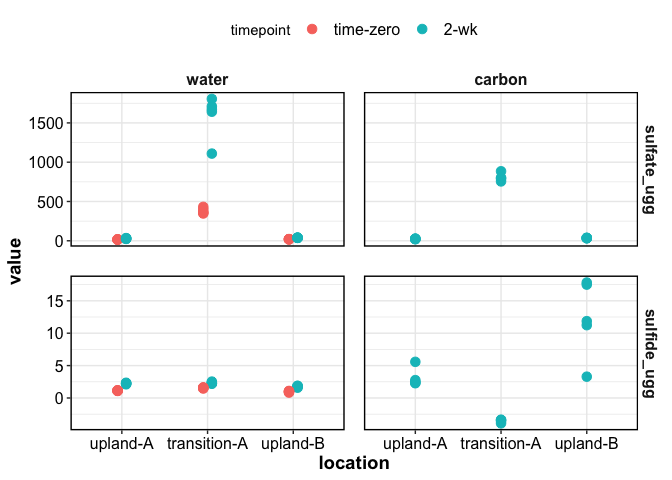 timepoint time-zero 2-wk
water carbon
value
1500
1000
500
0
sulfate_ugg
15
10
5
0
sulfide_ugg
upland-A transition-A upland-B upland-A transition-A upland-B
location